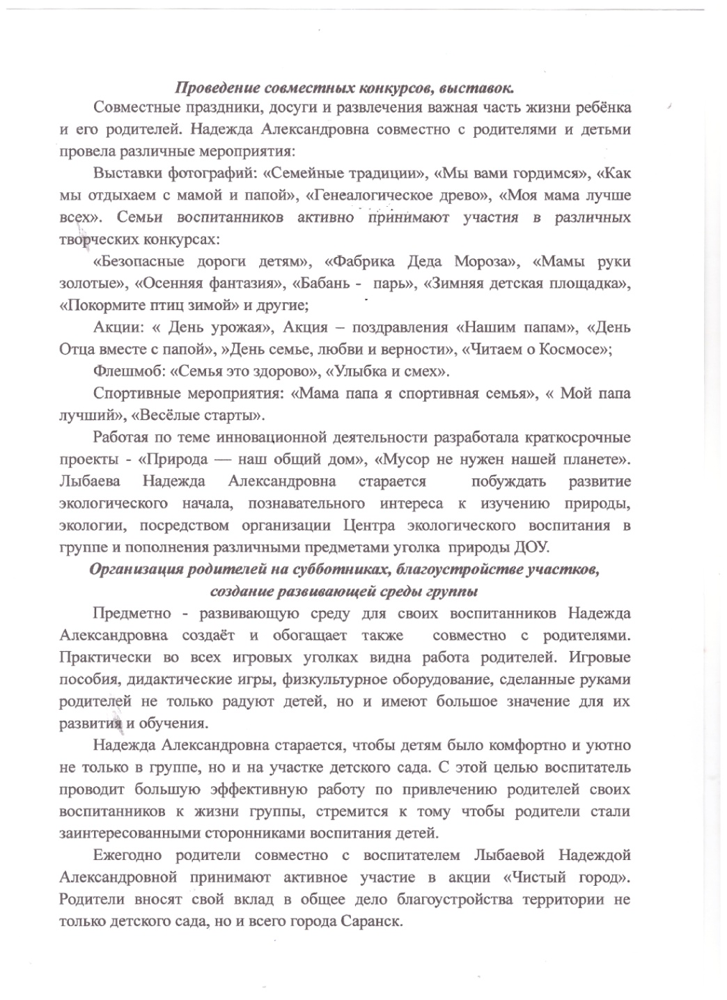 Проведение совместных конкурсов, выставок.
Совместные праздники, досуги и развлечения важная часть жизни ребёнка
и его родителей. Надежда Александровна совместно с родителями и детьми
провела различные мероприятия:
Выставки фотографий: «Семейные традиции», «Мы вами гордимся», «Как
мы отдыхаем с мамой и папой», «Генеалогическое древо», «Моя мама лучше
всех». Семьи воспитанников активно принимают участия в различных
творческих конкурсах:
«Безопасные дороги детям», «Фабрика Деда Мороза», «Мамы руки
золотые», «Осенняя фантазия», «Бабань - парь», «Зимняя детская площадка»,
«Покормите птиц зимой» и другие;
Акции: « День урожая», Акция – поздравления «Нашим папам», «День
Отца вместе с папой», »День семье, любви и верности», «Читаем о Космосе»;
Флешмоб: «Семья это здорово», «Улыбка и смех».
Спортивные мероприятия: «Мама папа я спортивная семья», « Мой папа
лучший», «Весёлые старты».
Работая по теме инновационной деятельности разработала краткосрочные
проекты - «Природа — наш общий дом», «Мусор не нужен нашей планете».
Лыбаева Надежда Александровна старается побуждать развитие
экологического начала, познавательного интереса к изучению природы,
экологии, посредством организации Центра экологического воспитания в
группе и пополнения различными предметами уголка природы ДОУ.
Организация родителей на субботниках, благоустройстве участков,
создание развивающей среды группы
Предметно - развивающую среду для своих воспитанников Надежда
Александровна создаёт и обогащает также совместно с родителями.
Практически во всех игровых уголках видна работа родителей. Игровые
пособия, дидактические игры, физкультурное оборудование, сделанные руками
родителей не только радуют детей, но и имеют большое значение для их
развития и обучения.
Надежда Александровна старается, чтобы детям было комфортно и уютно
не только в группе, но и на участке детского сада. С этой целью воспитатель
проводит большую эффективную работу по привлечению родителей своих
воспитанников к жизни группы, стремится к тому чтобы родители стали
заинтересованными сторонниками воспитания детей.
Ежегодно родители совместно с воспитателем Лыбаевой Надеждой
Александровной принимают активное участие в акции «Чистый город».
Родители вносят свой вклад в общее дело благоустройства территории не
только детского сада, но и всего города Саранск.